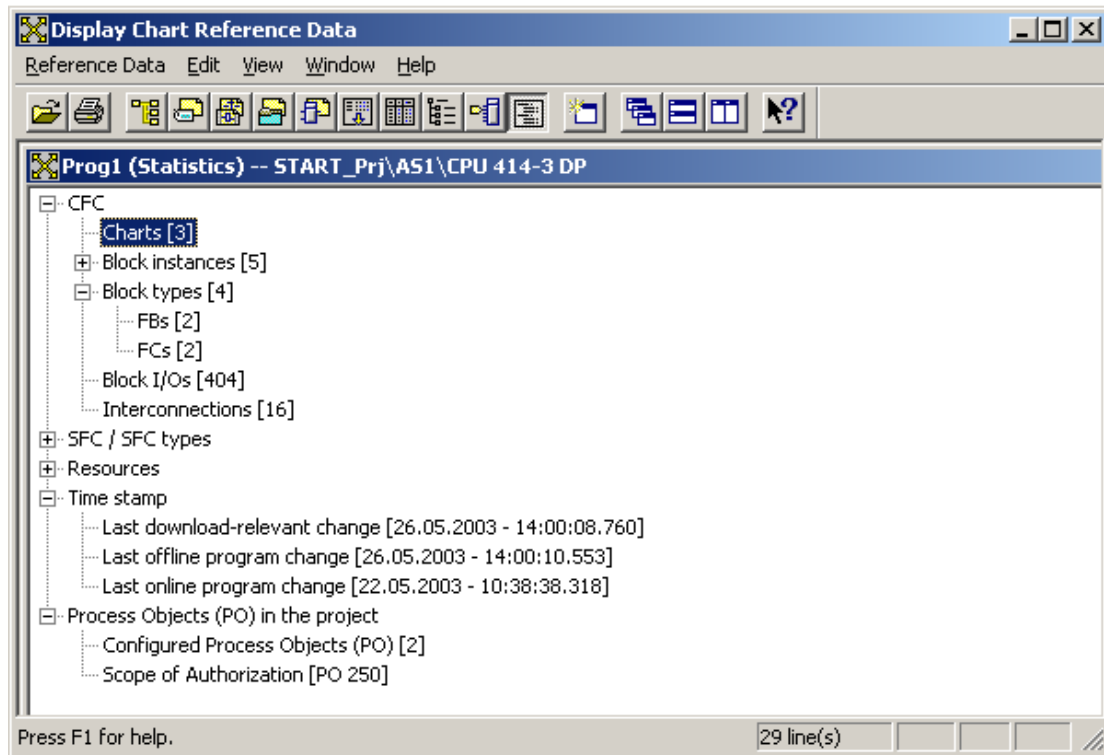 Display Chart Reference Data
Reference Data Edit View Window Help
Prog1 (Statistics) -- START_Prj\AS1\CPU 414-3 DP
CFC
Charts [3]
Block instances [5]
Block types [4]
FBs [2]
FCs [2]
Block I/Os [404]
Interconnections [16]
SFC / SFC types
Resources
Time stamp
Last download-relevant change [26.05.2003 - 14:00:08.760]
Last offline program change [26.05.2003 - 14:00:10.553]
Last online program change [22.05.2003 - 10:38:38.318]
Process Objects (PO) in the project
Configured Process Objects (PO) [2]
Scope of Authorization [PO 250]
Press F1 for help. 29 line(s)